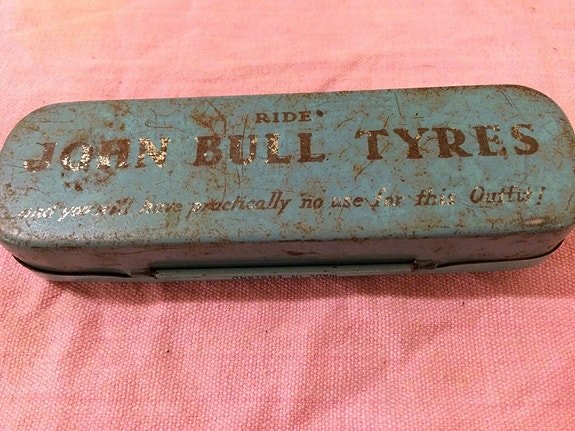 RIDE
JOHN BULL TYRES
and you will have practically no use for this Outfit!